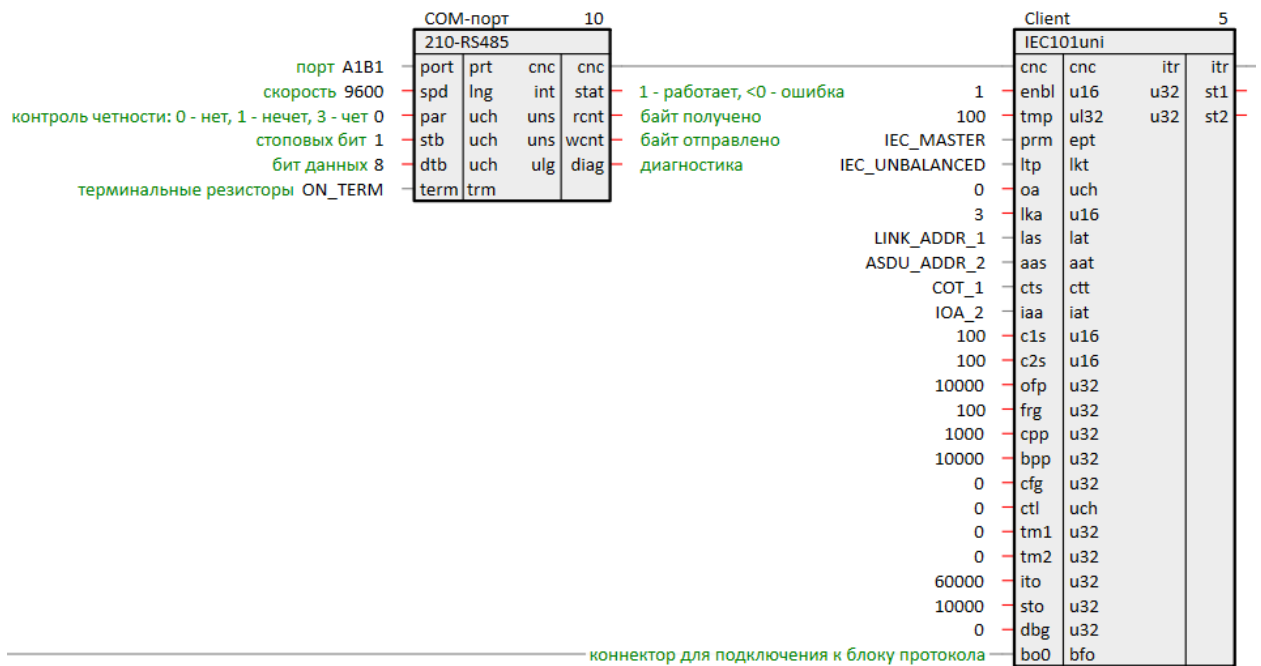 COM-порт 10
210-RS485
порт A1B1 port prt cnc cnc
скорость 9600 spd lng int stat 1 - работает, <0 - ошибка
контроль четности: 0 - нет, 1 - нечет, 3 - чет 0 par uch uns rcnt байт получено
стоповых бит 1 stb uch uns wcnt байт отправлено
бит данных 8 dtb uch ulg diag диагностика
терминальные резисторы ON_TERM term trm
Client 5
IEC101uni
cnc cnc itr itr
1 enbl u16 u32 st1
100 tmp ul32 u32 st2
IEC_MASTER prm ept
IEC_UNBALANCED ltp lkt
0 oa uch
3 lka u16
LINK_ADDR_1 las lat
ASDU_ADDR_2 aas aat
COT_1 cts ctt
IOA_2 iaa iat
100 c1s u16
100 c2s u16
10000 ofp u32
100 frg u32
1000 cpp u32
10000 bpp u32
0 cfg u32
0 ctl uch
0 tm1 u32
0 tm2 u32
60000 ito u32
10000 sto u32
0 dbg u32
коннектор для подключения к блоку протокола bo0 bfo